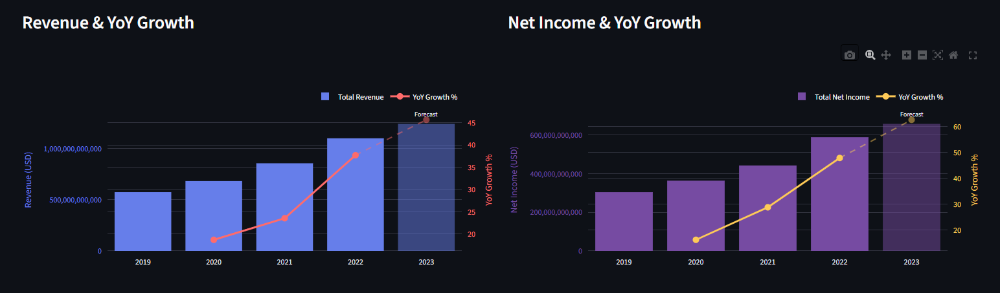 Revenue & YoY Growth
Total Revenue
YoY Growth %
Forecast
Revenue (USD)
1,000,000,000,000
500,000,000,000
0
45
40
35
30
25
20
YoY Growth %
2019
2020
2021
2022
2023
Net Income & YoY Growth
Total Net Income
YoY Growth %
Forecast
Net Income (USD)
600,000,000,000
400,000,000,000
200,000,000,000
0
60
50
40
30
20
YoY Growth %
2019
2020
2021
2022
2023